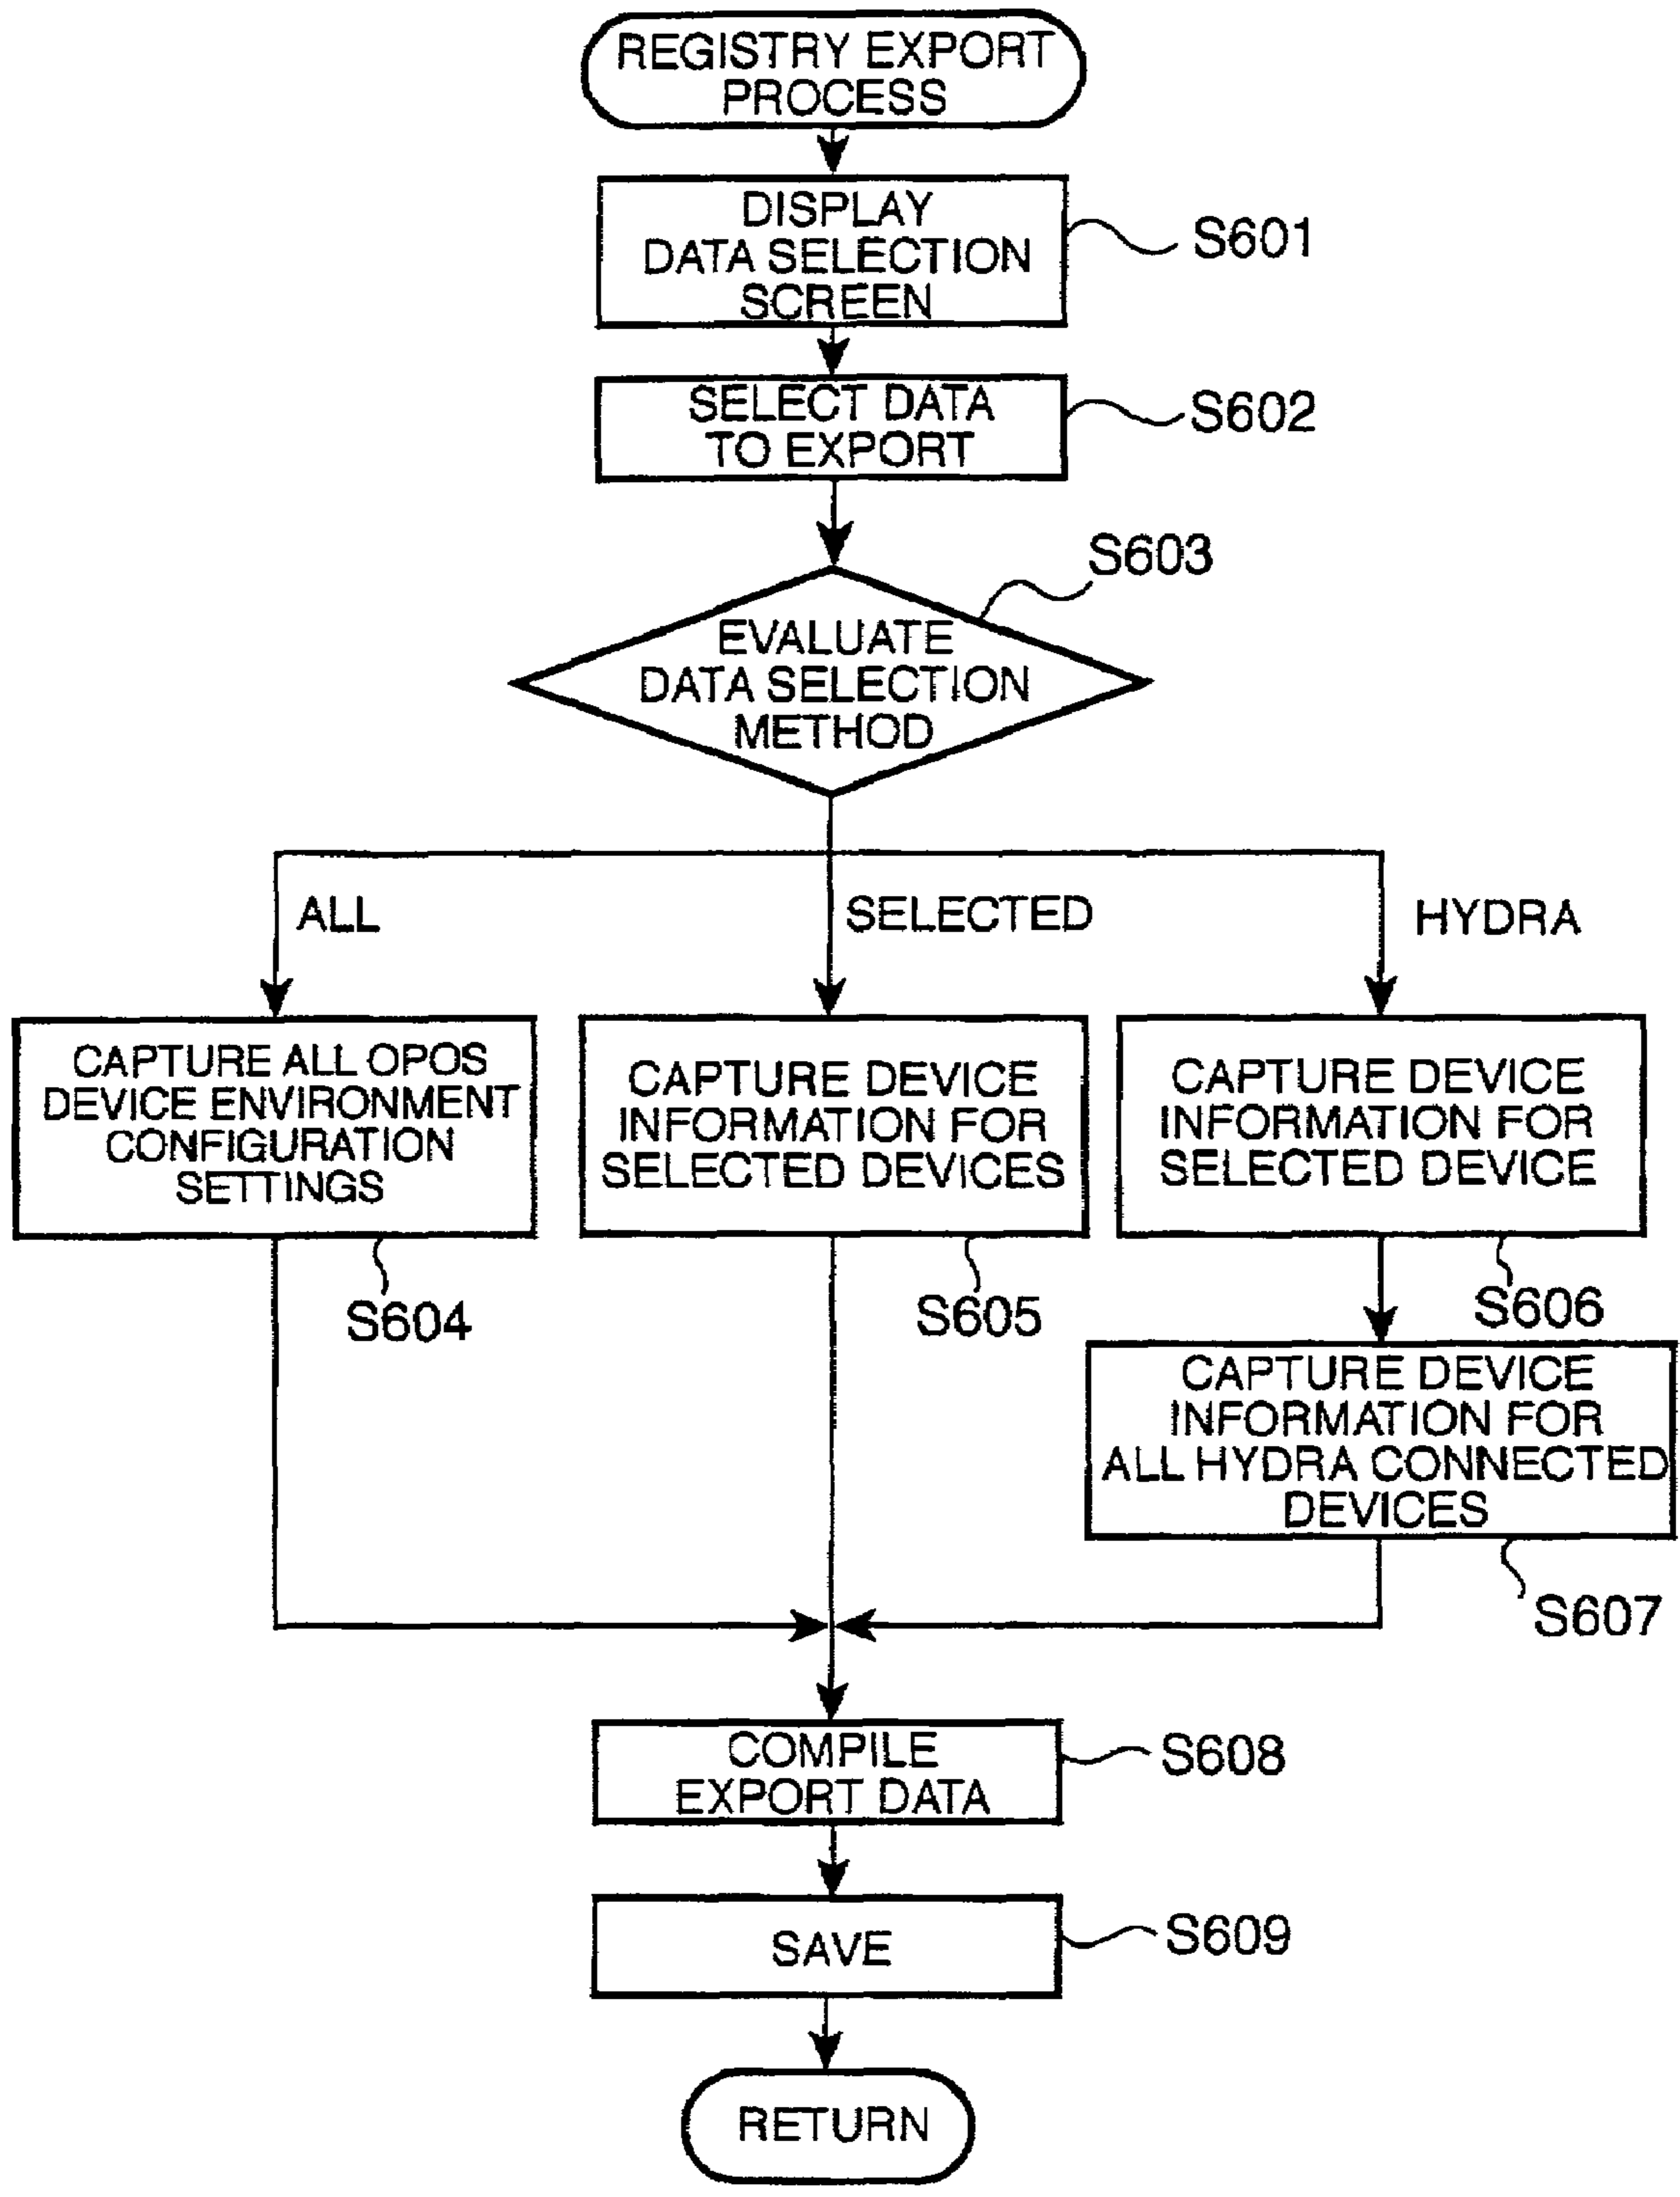 REGISTRY EXPORT
PROCESS
DISPLAY
DATA SELECTION
SCREEN
S601
SELECT DATA
TO EXPORT
S602
S603
EVALUATE
DATA SELECTION
METHOD
ALL
SELECTED
HYDRA
CAPTURE ALL OPOS
DEVICE ENVIRONMENT
CONFIGURATION
SETTINGS
S604
CAPTURE DEVICE
INFORMATION FOR
SELECTED DEVICES
S605
CAPTURE DEVICE
INFORMATION FOR
SELECTED DEVICE
S606
CAPTURE DEVICE
INFORMATION FOR
ALL HYDRA CONNECTED
DEVICES
S607
COMPILE
EXPORT DATA
S608
SAVE
S609
RETURN